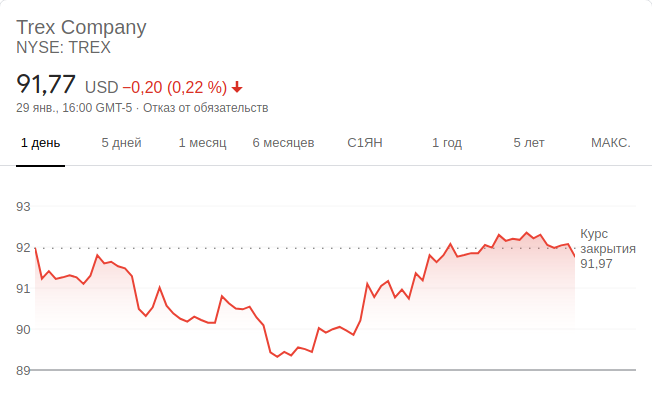 Trex Company
NYSE: TREX
91,77 USD −0,20 (0,22 %)
29 янв., 16:00 GMT-5 · Отказ от обязательств
1 день 5 дней 1 месяц 6 месяцев С1ЯН 1 год 5 лет МАКС.
93
92
91
90
89
Курс
закрытия
91,97